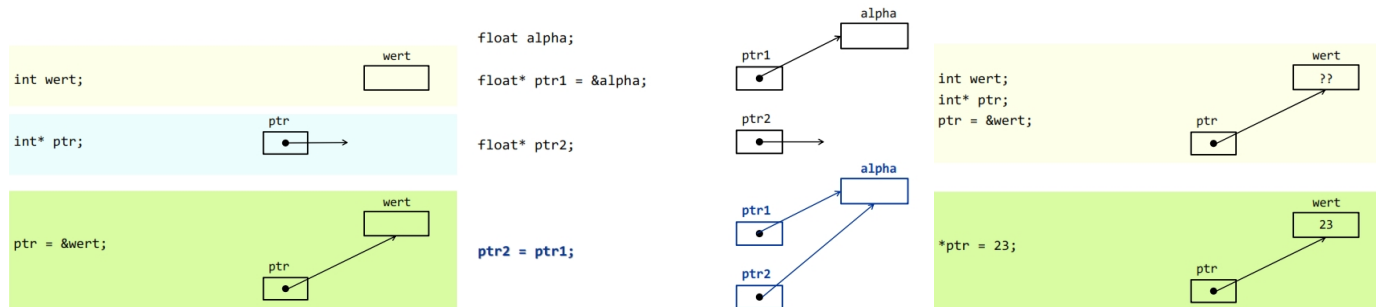 wert
int wert;
ptr
int* ptr;
wert
ptr = &wert;
ptr
alpha
float alpha;
ptr1
float* ptr1 = &alpha;
ptr2
float* ptr2;
alpha
ptr1
ptr2 = ptr1;
ptr2
wert
int wert;
??
int* ptr;
ptr = &wert;
ptr
wert
23
*ptr = 23;
ptr